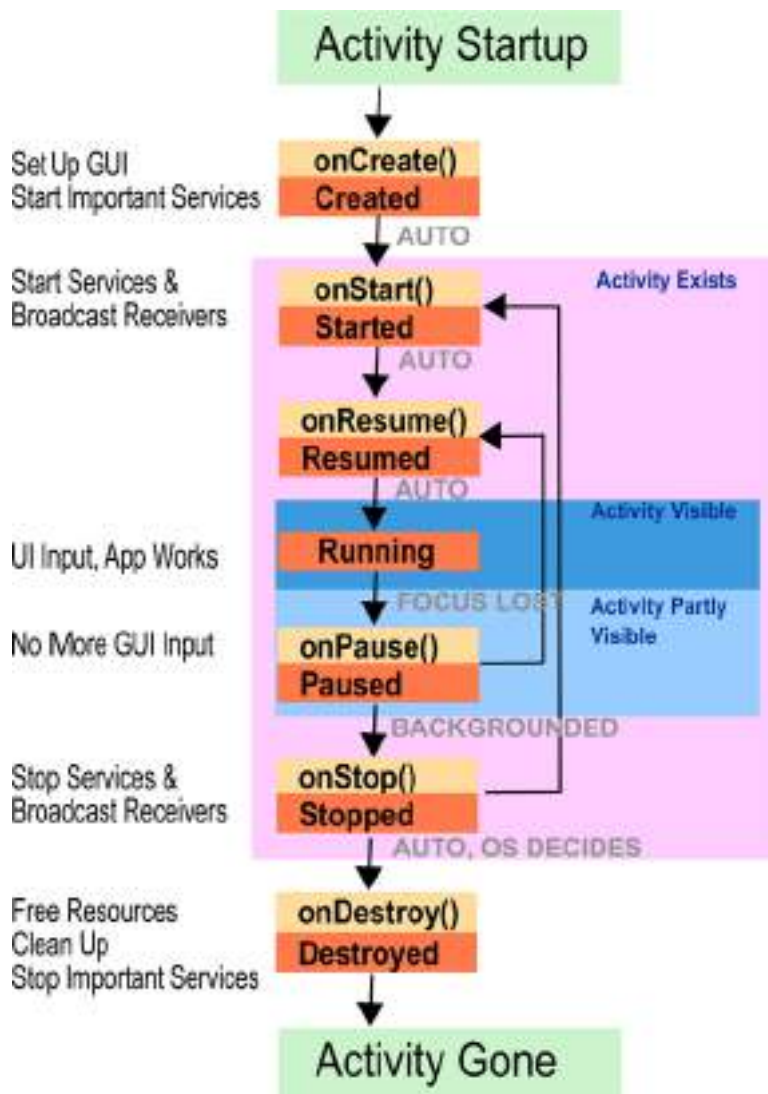 Activity Startup
Set Up GUI
Start Important Services
onCreate()
Created
AUTO
Start Services &
Broadcast Receivers
onStart()
Started
Activity Exists
AUTO
onResume()
Resumed
AUTO
Activity Visible
UI Input, App Works
Running
FOCUS LOST
Activity Partly
Visible
No More GUI Input
onPause()
Paused
BACKGROUNDED
Stop Services &
Broadcast Receivers
onStop()
Stopped
AUTO, OS DECIDES
Free Resources
Clean Up
Stop Important Services
onDestroy()
Destroyed
Activity Gone